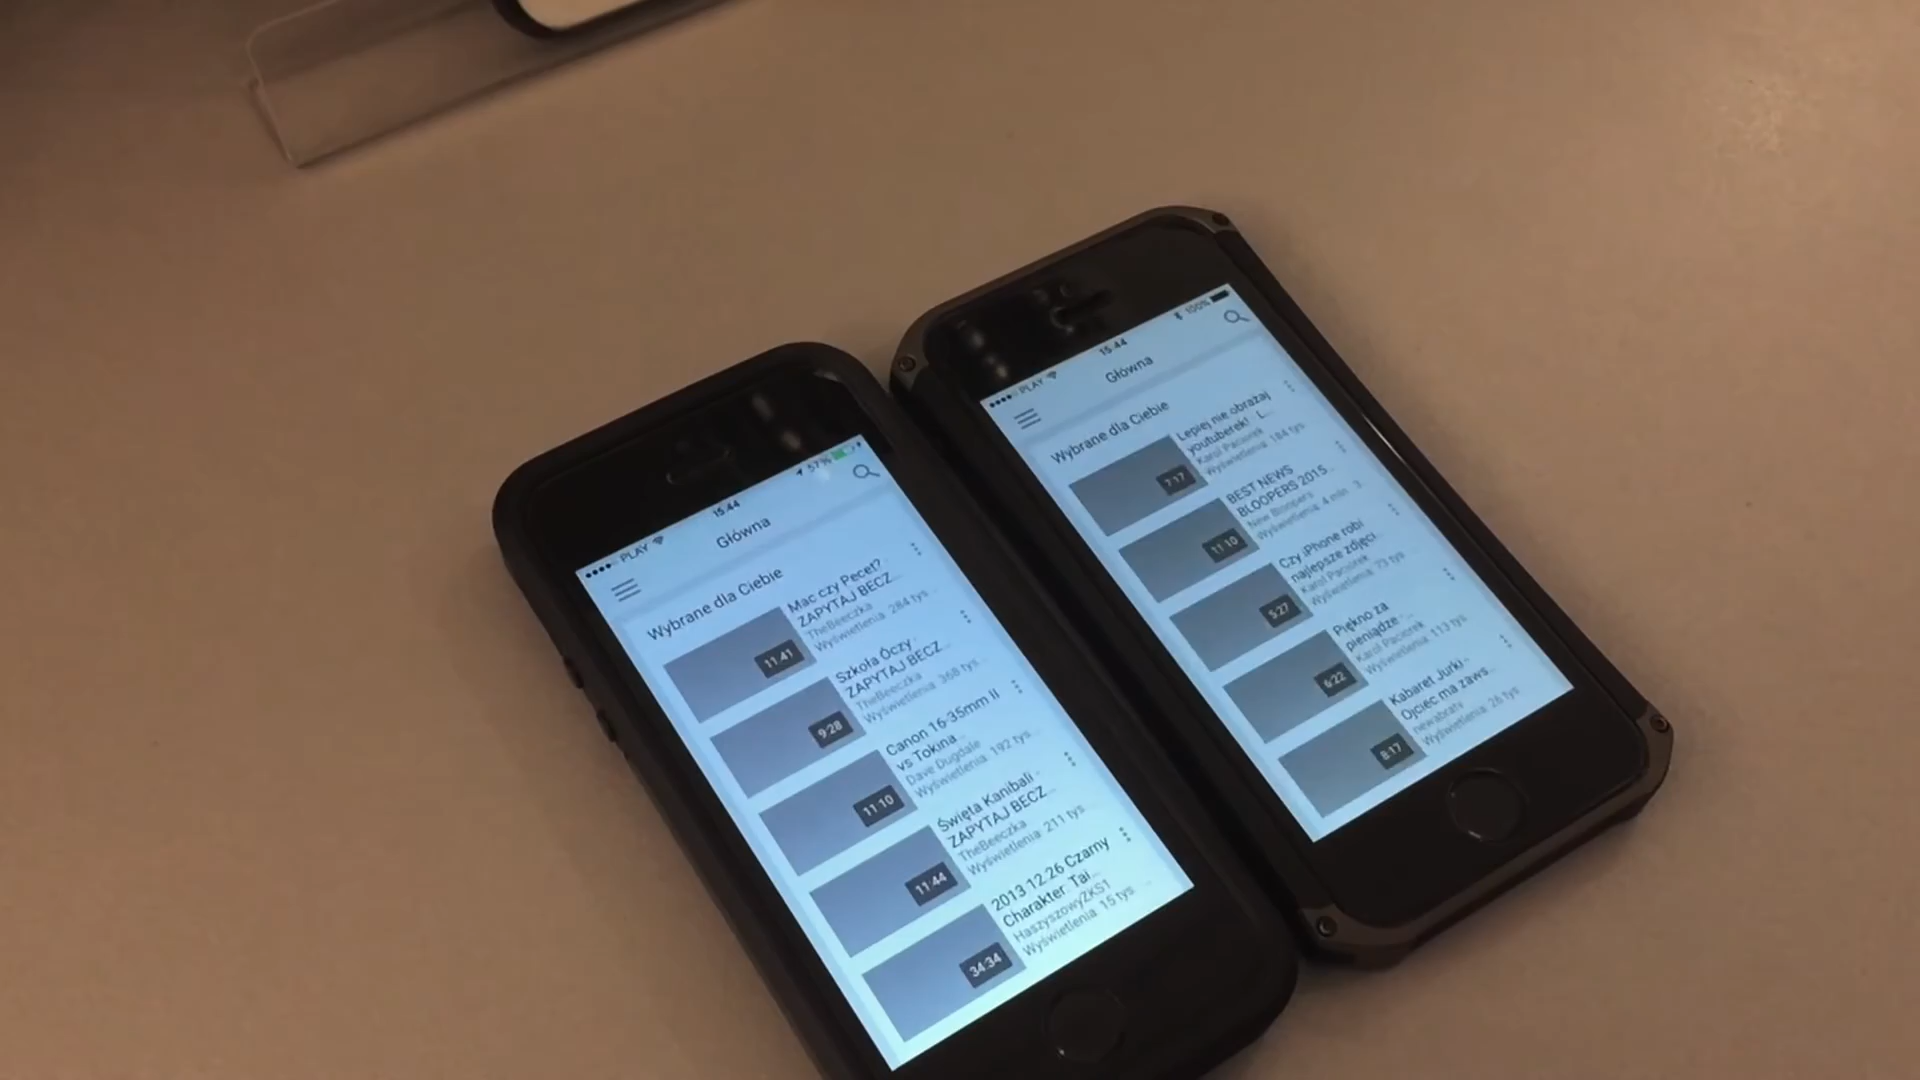 PLAY
15:44
57%
Główna
Wybrane dla Ciebie
Mac czy Pecet? -
ZAPYTAJ BECZ...
TheBeeczka
Wyświetlenia: 284 tys...
11:41
Szkoła Óczy -
ZAPYTAJ BECZ...
TheBeeczka
Wyświetlenia: 368 tys...
9:28
Canon 16-35mm II
vs Tokina...
Dave Dugdale
Wyświetlenia: 192 tys...
11:10
Święta Kanibali -
ZAPYTAJ BECZ...
TheBeeczka
Wyświetlenia: 211 tys...
11:44
2013.12.26 Czarny
Charakter: Tai...
HaszyszowyZKS1
Wyświetlenia: 15 tys...
34:34
PLAY
15:44
100%
Główna
Wybrane dla Ciebie
Lepiej nie obrażaj
youtuberek! - L...
Karol Paciorek
Wyświetlenia: 184 tys...
7:17
BEST NEWS
BLOOPERS 2015...
New Bloopers
Wyświetlenia: 4 mln · 3
11:10
Czy iPhone robi
najlepsze zdjęci...
Karol Paciorek
Wyświetlenia: 73 tys...
5:27
Piękno za
pieniądze -...
Karol Paciorek
Wyświetlenia: 113 tys...
6:22
Kabaret Jurki -
Ojciec ma zaws...
newabratv
Wyświetlenia: 26 tys...
8:17